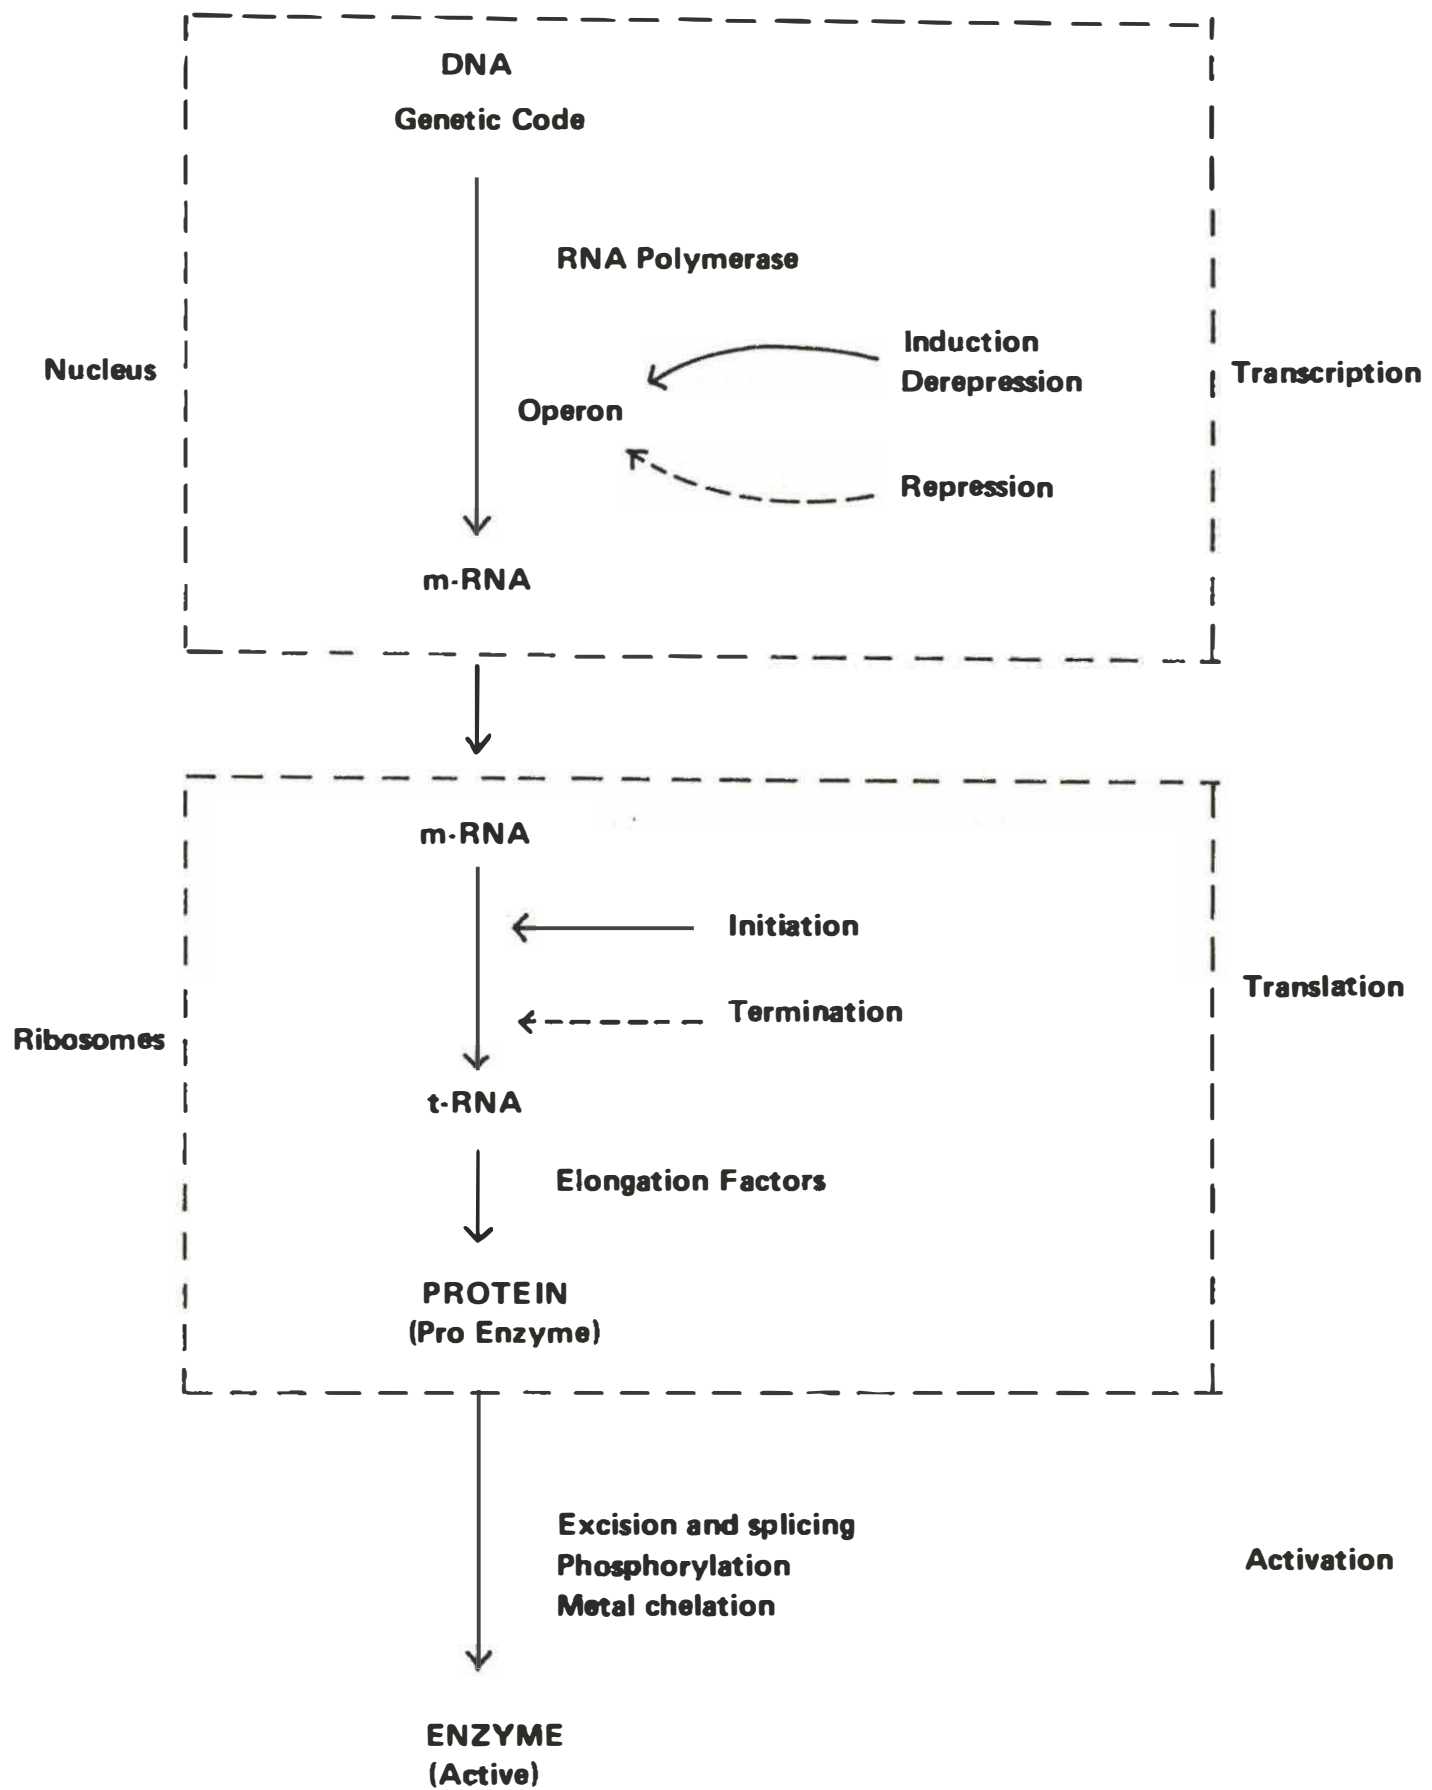 DNA
Genetic Code
RNA Polymerase
Induction
Derepression
Nucleus
Transcription
Operon
Repression
m-RNA
m-RNA
Initiation
Translation
Termination
Ribosomes
t-RNA
Elongation Factors
PROTEIN
(Pro Enzyme)
Excision and splicing
Phosphorylation
Activation
Metal chelation
ENZYME
(Active)